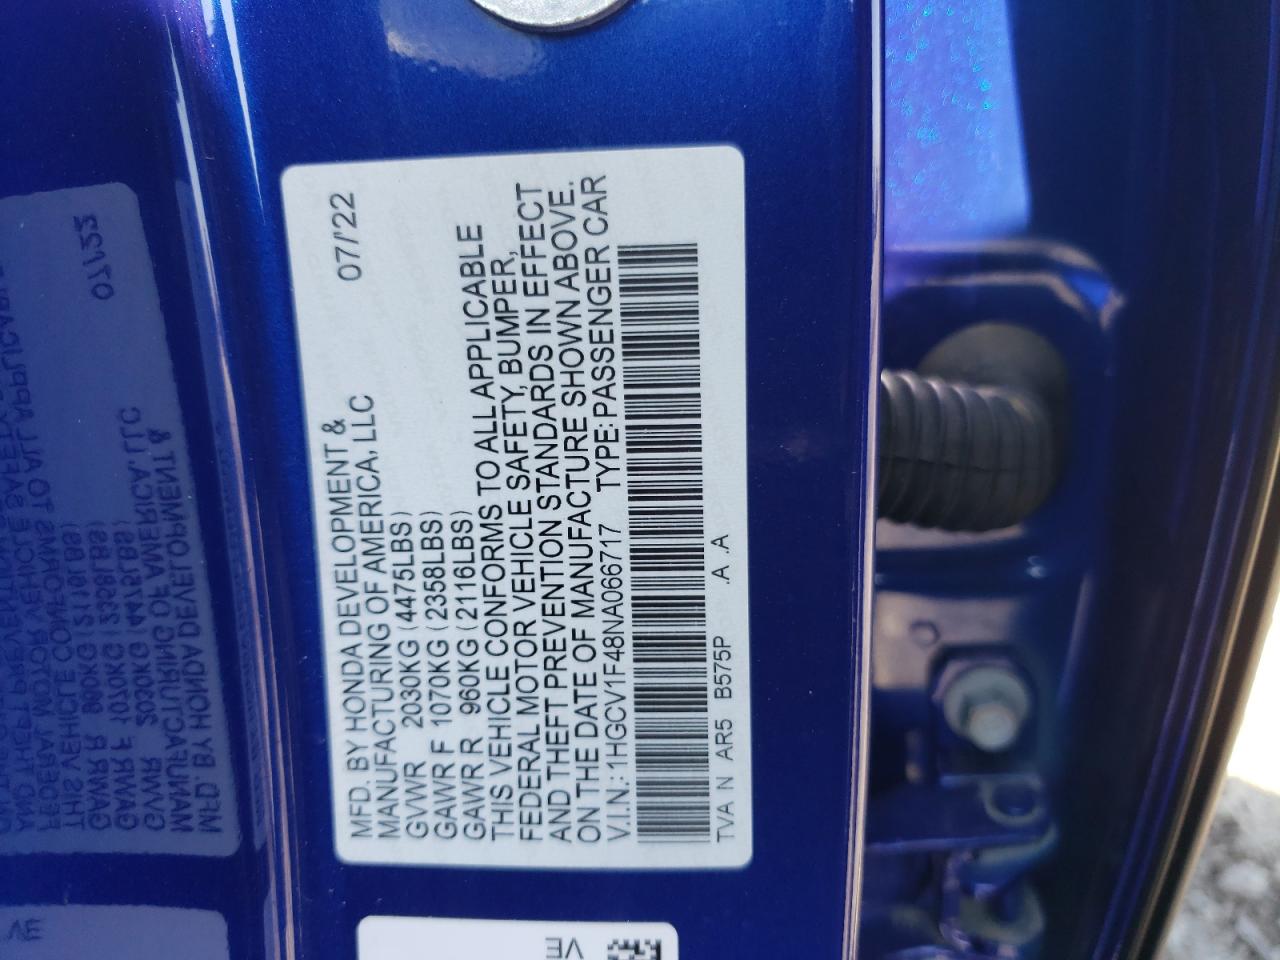 MFD. BY HONDA DEVELOPMENT & 07/'22
MANUFACTURING OF AMERICA, LLC
GVWR 2030KG (4475LBS)
GAWR F 1070KG (2358LBS)
GAWR R 960KG (2116LBS)
THIS VEHICLE CONFORMS TO ALL APPLICABLE
FEDERAL MOTOR VEHICLE SAFETY, BUMPER,
AND THEFT PREVENTION STANDARDS IN EFFECT
ON THE DATE OF MANUFACTURE SHOWN ABOVE.
V.I.N.: 1HGCV1F48NA066717 TYPE: PASSENGER CAR
TVA N AR5 B575P .A .A
VE